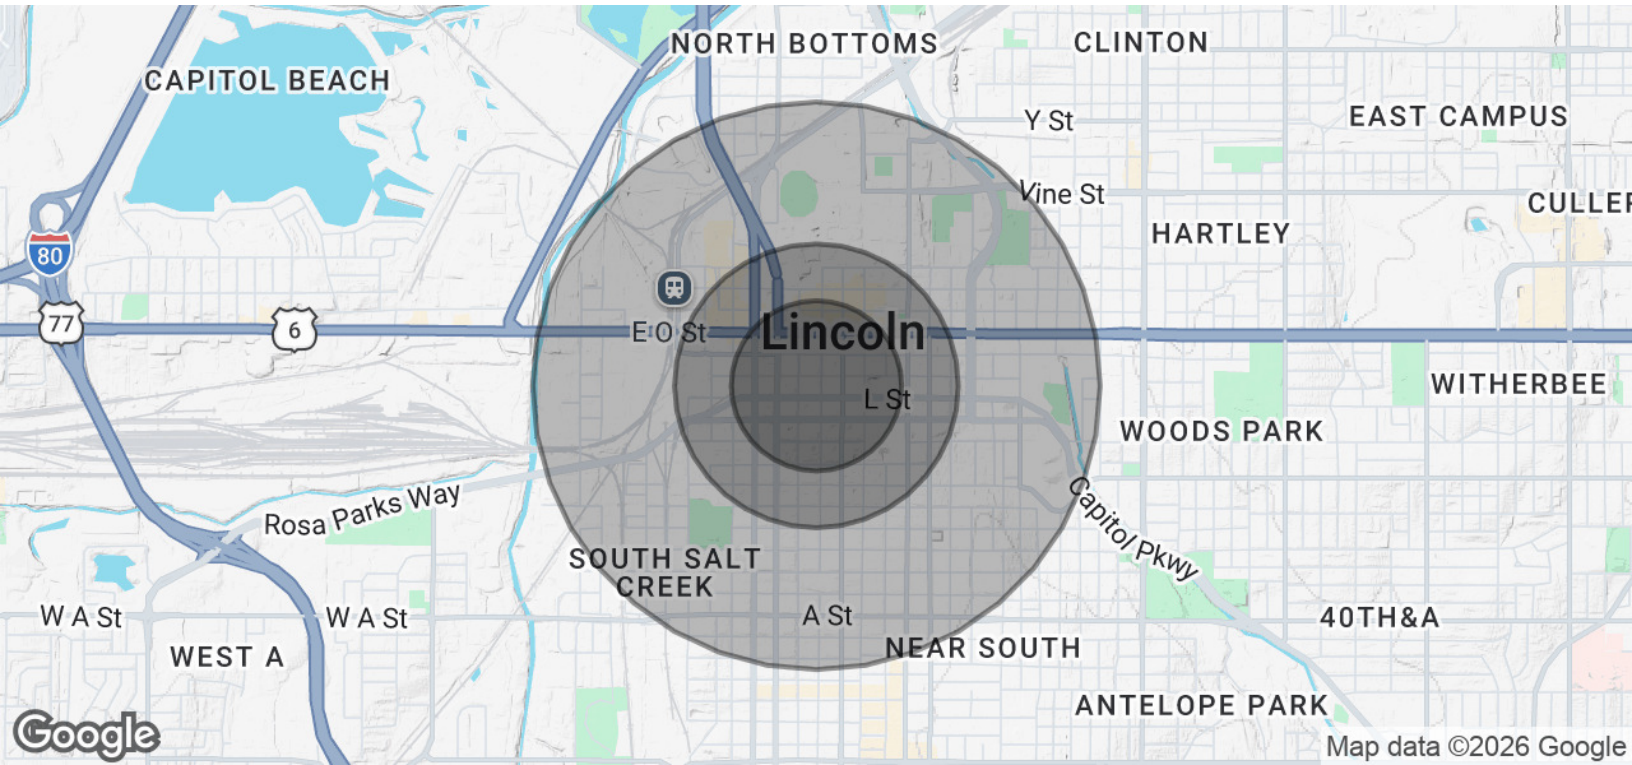 NORTH BOTTOMS
CLINTON
CAPITOL BEACH
EAST CAMPUS
Y St
Vine St
CULLER
HARTLEY
80
77
6
E O St
Lincoln
L St
WITHERBEE
WOODS PARK
Rosa Parks Way
Capitol Pkwy
SOUTH SALT
CREEK
W A St
W A St
A St
40TH&A
NEAR SOUTH
WEST A
ANTELOPE PARK
Google
Map data ©2026 Google